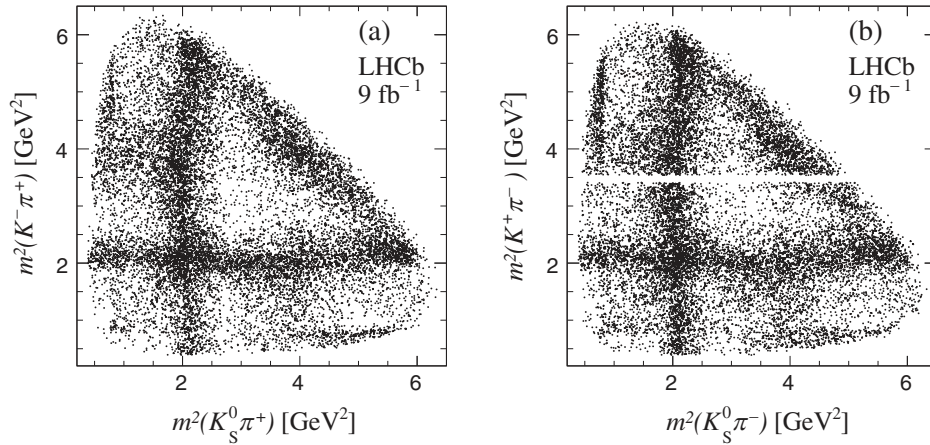 (a)
LHCb
9 fb⁻¹
6
4
2
2
4
6
m²(K⁻π⁺) [GeV²]
m²(K⁰_Sπ⁺) [GeV²]
(b)
LHCb
9 fb⁻¹
6
4
2
2
4
6
m²(K⁺π⁻) [GeV²]
m²(K⁰_Sπ⁻) [GeV²]